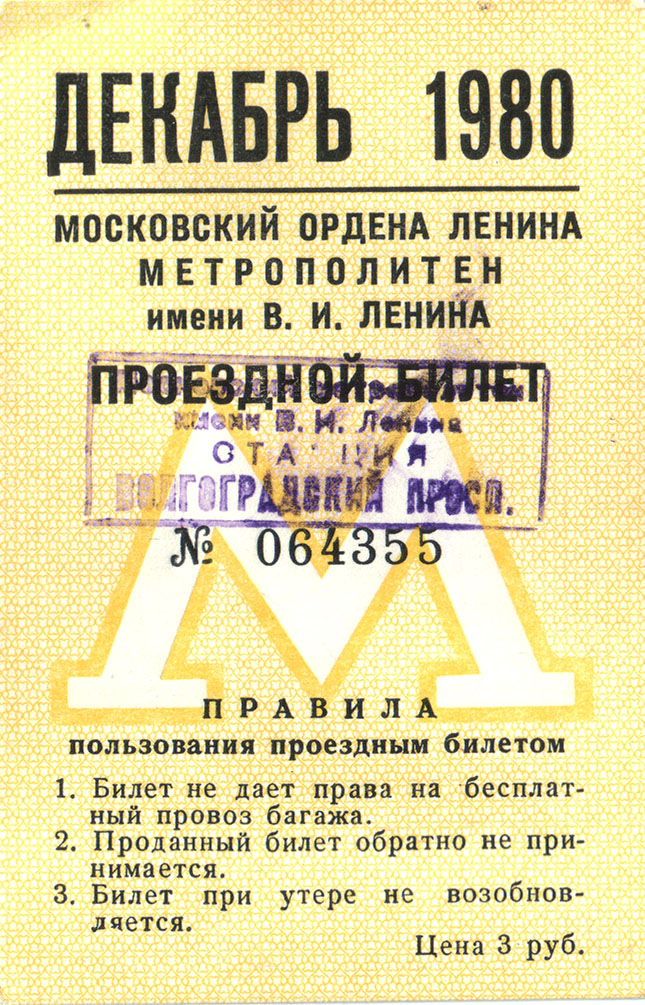 ДЕКАБРЬ 1980
МОСКОВСКИЙ ОРДЕНА ЛЕНИНА
МЕТРОПОЛИТЕН
имени В. И. ЛЕНИНА
ПРОЕЗДНОЙ БИЛЕТ
имени В. И. Ленина
СТАНЦИЯ
ВОЛГОГРАДСКИЙ ПРОСП.
№ 064355
М
ПРАВИЛА
пользования проездным билетом
1. Билет не дает права на бесплат-
ный провоз багажа.
2. Проданный билет обратно не при-
нимается.
3. Билет при утере не возобнов-
ляется.
Цена 3 руб.